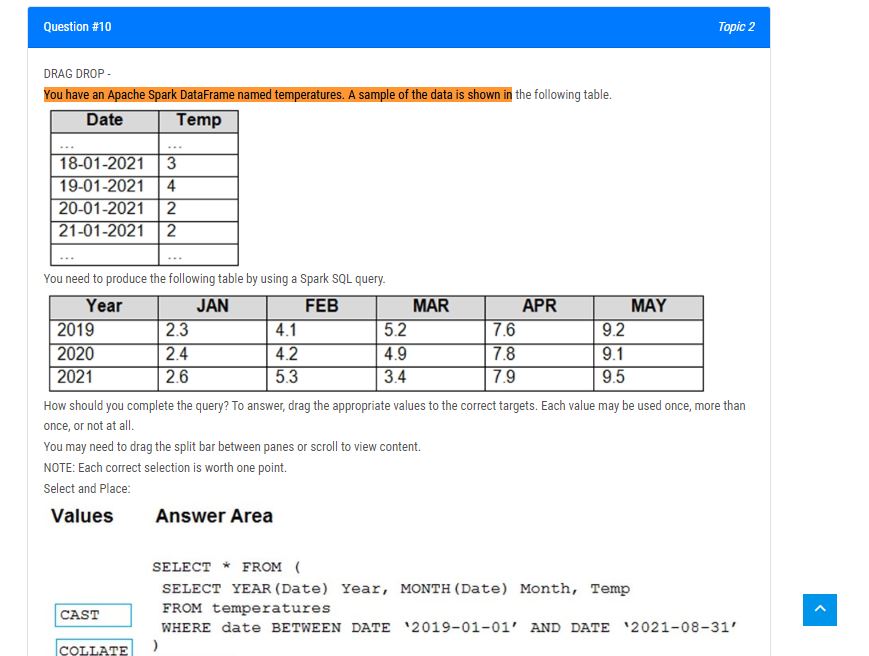 Question #10 Topic 2
DRAG DROP -
You have an Apache Spark DataFrame named temperatures. A sample of the data is shown in the following table.
Date Temp
... ...
18-01-2021 3
19-01-2021 4
20-01-2021 2
21-01-2021 2
... ...
You need to produce the following table by using a Spark SQL query.
Year JAN FEB MAR APR MAY
2019 2.3 4.1 5.2 7.6 9.2
2020 2.4 4.2 4.9 7.8 9.1
2021 2.6 5.3 3.4 7.9 9.5
How should you complete the query? To answer, drag the appropriate values to the correct targets. Each value may be used once, more than
once, or not at all.
You may need to drag the split bar between panes or scroll to view content.
NOTE: Each correct selection is worth one point.
Select and Place:
Values Answer Area
SELECT * FROM (
SELECT YEAR(Date) Year, MONTH(Date) Month, Temp
FROM temperatures
CAST
WHERE date BETWEEN DATE '2019-01-01' AND DATE '2021-08-31'
COLLATE )